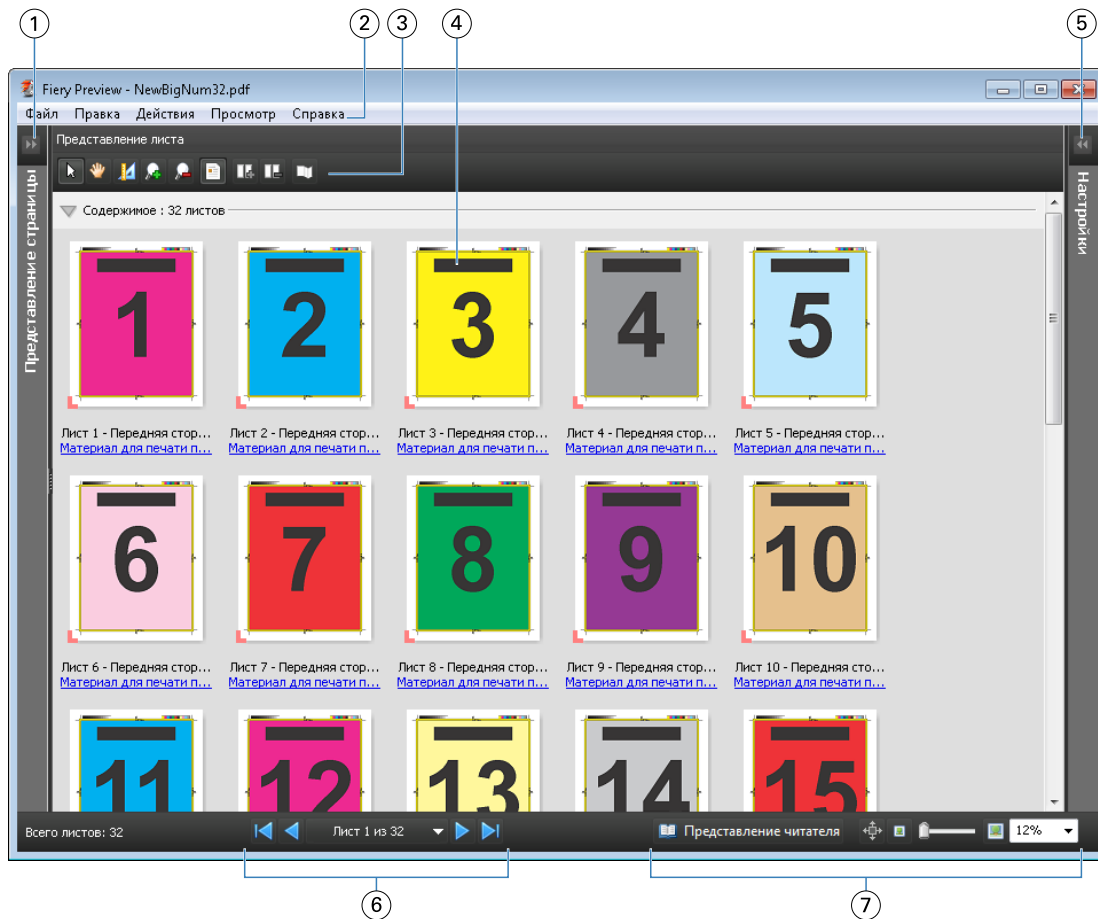 1 2 3 4 5
Fiery Preview - NewBigNum32.pdf
Файл Правка Действия Просмотр Справка
Представление листа
Представление страницы
Настройки
Содержимое : 32 листов
1 2 3 4 5
Лист 1 - Передняя стор... Лист 2 - Передняя стор... Лист 3 - Передняя стор... Лист 4 - Передняя стор... Лист 5 - Передняя стор...
Материал для печати п... Материал для печати п... Материал для печати п... Материал для печати п... Материал для печати п...
6 7 8 9 10
Лист 6 - Передняя стор... Лист 7 - Передняя стор... Лист 8 - Передняя стор... Лист 9 - Передняя стор... Лист 10 - Передняя сто...
Материал для печати п... Материал для печати п... Материал для печати п... Материал для печати п... Материал для печати п...
11 12 13 14 15
Всего листов: 32 Лист 1 из 32 Представление читателя 12%
6 7